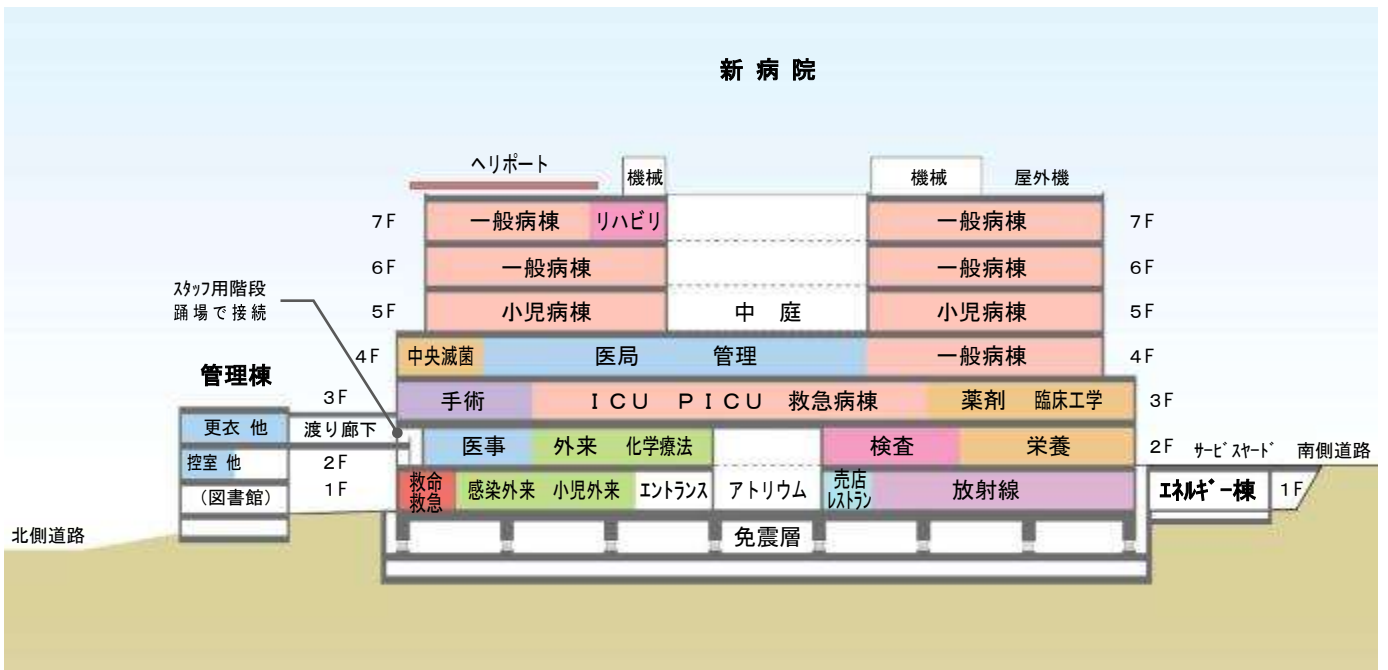 新病院
ヘリポート
機械
機械
屋外機
7F
一般病棟
リハビリ
一般病棟
7F
6F
一般病棟
一般病棟
6F
スタッフ用階段
踊場で接続
5F
小児病棟
中庭
小児病棟
5F
4F
中央滅菌
医局
管理
一般病棟
4F
管理棟
3F
手術
ICU PICU 救急病棟
薬剤
臨床工学
3F
更衣 他
渡り廊下
医事
外来
化学療法
検査
栄養
2F
サービスヤード
南側道路
控室 他
2F
(図書館)
1F
救命
救急
感染外来
小児外来
エントランス
アトリウム
売店
レストラン
放射線
エネルギー棟
1F
北側道路
免震層